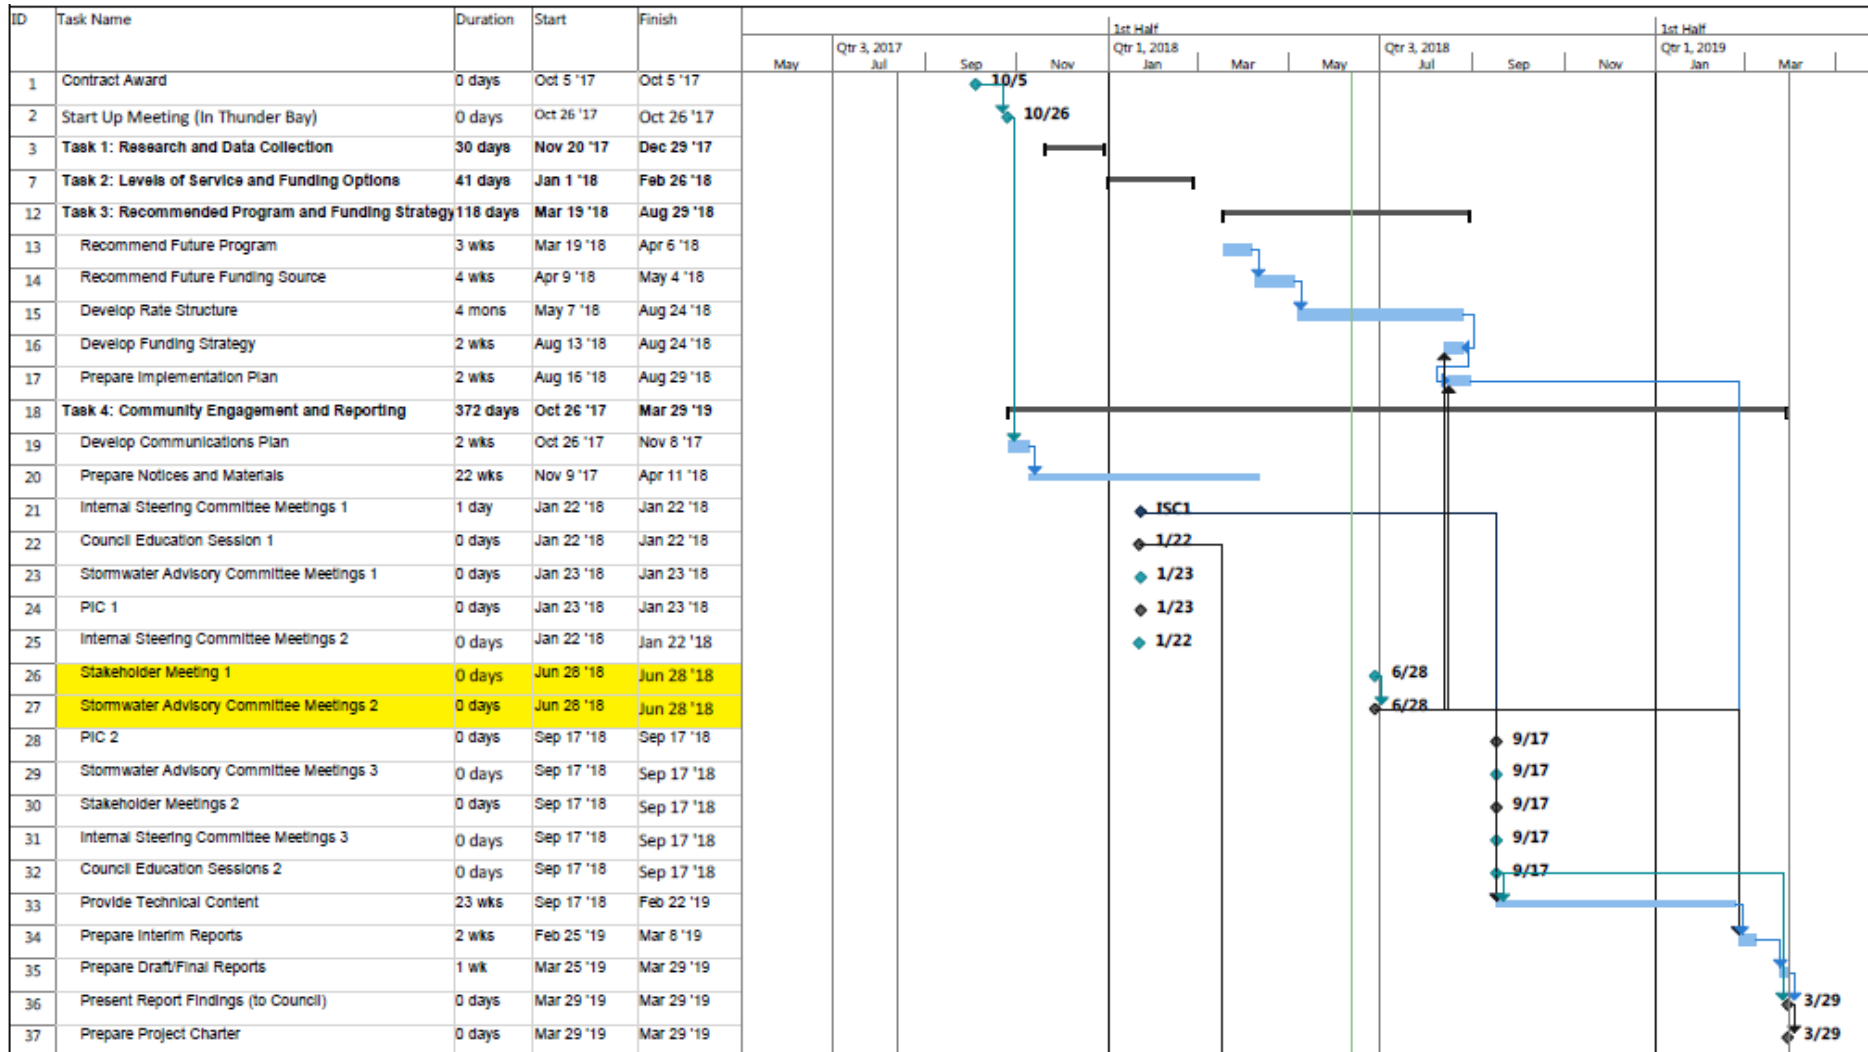 ID Task Name Duration Start Finish
1st Half 1st Half
Qtr 3, 2017 Qtr 1, 2018 Qtr 3, 2018 Qtr 1, 2019
May Jul Sep Nov Jan Mar May Jul Sep Nov Jan Mar
1 Contract Award 0 days Oct 5 '17 Oct 5 '17 10/5
2 Start Up Meeting (In Thunder Bay) 0 days Oct 26 '17 Oct 26 '17 10/26
3 Task 1: Research and Data Collection 30 days Nov 20 '17 Dec 29 '17
7 Task 2: Levels of Service and Funding Options 41 days Jan 1 '18 Feb 26 '18
12 Task 3: Recommended Program and Funding Strategy 118 days Mar 19 '18 Aug 29 '18
13 Recommend Future Program 3 wks Mar 19 '18 Apr 6 '18
14 Recommend Future Funding Source 4 wks Apr 9 '18 May 4 '18
15 Develop Rate Structure 4 mons May 7 '18 Aug 24 '18
16 Develop Funding Strategy 2 wks Aug 13 '18 Aug 24 '18
17 Prepare Implementation Plan 2 wks Aug 16 '18 Aug 29 '18
18 Task 4: Community Engagement and Reporting 372 days Oct 26 '17 Mar 29 '19
19 Develop Communications Plan 2 wks Oct 26 '17 Nov 8 '17
20 Prepare Notices and Materials 22 wks Nov 9 '17 Apr 11 '18
21 Internal Steering Committee Meetings 1 1 day Jan 22 '18 Jan 22 '18 ISC1
22 Council Education Session 1 0 days Jan 22 '18 Jan 22 '18 1/22
23 Stormwater Advisory Committee Meetings 1 0 days Jan 23 '18 Jan 23 '18 1/23
24 PIC 1 0 days Jan 23 '18 Jan 23 '18 1/23
25 Internal Steering Committee Meetings 2 0 days Jan 22 '18 Jan 22 '18 1/22
26 Stakeholder Meeting 1 0 days Jun 28 '18 Jun 28 '18 6/28
27 Stormwater Advisory Committee Meetings 2 0 days Jun 28 '18 Jun 28 '18 6/28
28 PIC 2 0 days Sep 17 '18 Sep 17 '18 9/17
29 Stormwater Advisory Committee Meetings 3 0 days Sep 17 '18 Sep 17 '18 9/17
30 Stakeholder Meetings 2 0 days Sep 17 '18 Sep 17 '18 9/17
31 Internal Steering Committee Meetings 3 0 days Sep 17 '18 Sep 17 '18 9/17
32 Council Education Sessions 2 0 days Sep 17 '18 Sep 17 '18 9/17
33 Provide Technical Content 23 wks Sep 17 '18 Feb 22 '19
34 Prepare Interim Reports 2 wks Feb 25 '19 Mar 8 '19
35 Prepare Draft/Final Reports 1 wk Mar 25 '19 Mar 29 '19
36 Present Report Findings (to Council) 0 days Mar 29 '19 Mar 29 '19 3/29
37 Prepare Project Charter 0 days Mar 29 '19 Mar 29 '19 3/29